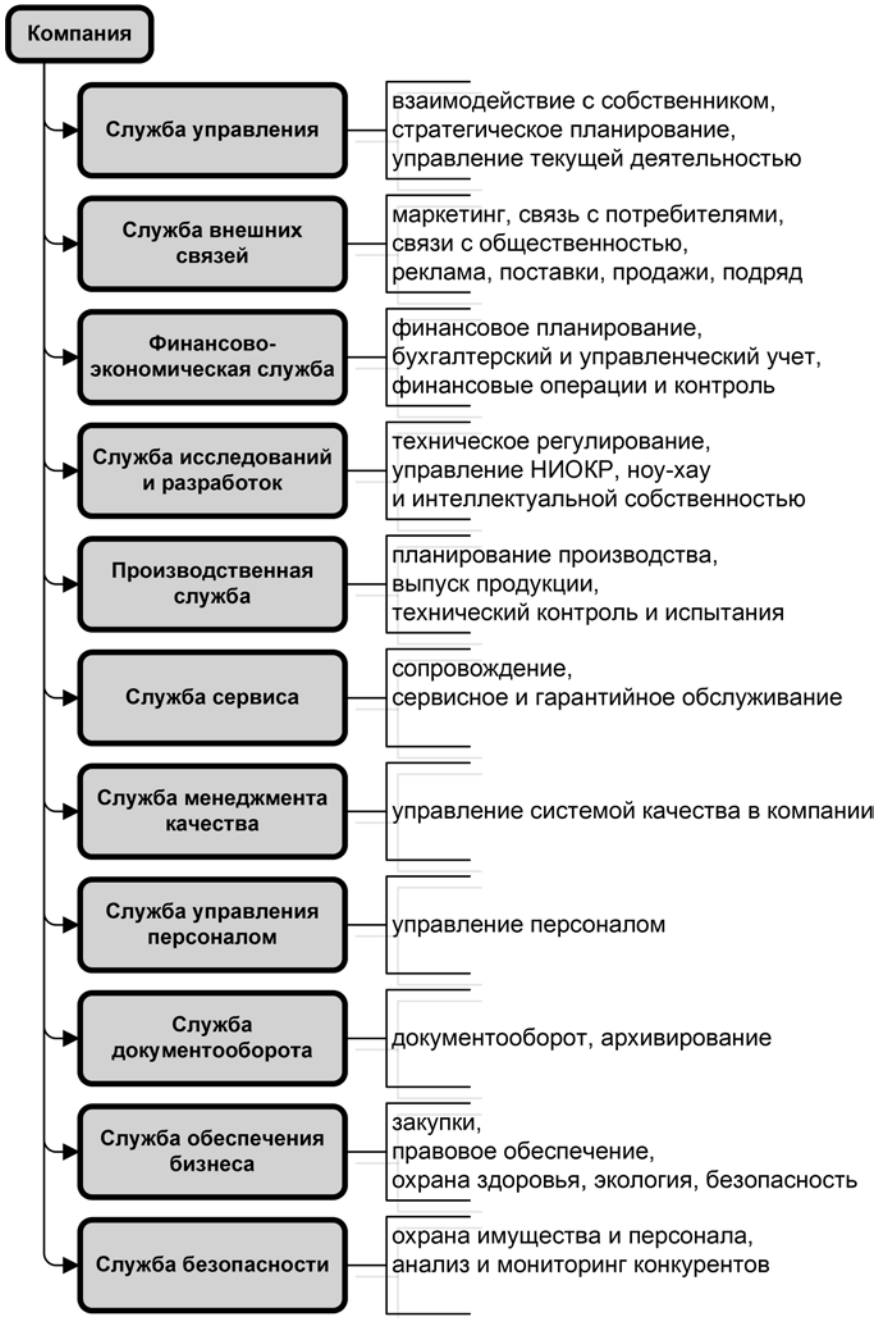 Компания
Служба управления
взаимодействие с собственником,
стратегическое планирование,
управление текущей деятельностью
Служба внешних
связей
маркетинг, связь с потребителями,
связи с общественностью,
реклама, поставки, продажи, подряд
Финансово-
экономическая служба
финансовое планирование,
бухгалтерский и управленческий учет,
финансовые операции и контроль
Служба исследований
и разработок
техническое регулирование,
управление НИОКР, ноу-хау
и интеллектуальной собственностью
Производственная
служба
планирование производства,
выпуск продукции,
технический контроль и испытания
Служба сервиса
сопровождение,
сервисное и гарантийное обслуживание
Служба менеджмента
качества
управление системой качества в компании
Служба управления
персоналом
управление персоналом
Служба
документооборота
документооборот, архивирование
Служба обеспечения
бизнеса
закупки,
правовое обеспечение,
охрана здоровья, экология, безопасность
Служба безопасности
охрана имущества и персонала,
анализ и мониторинг конкурентов